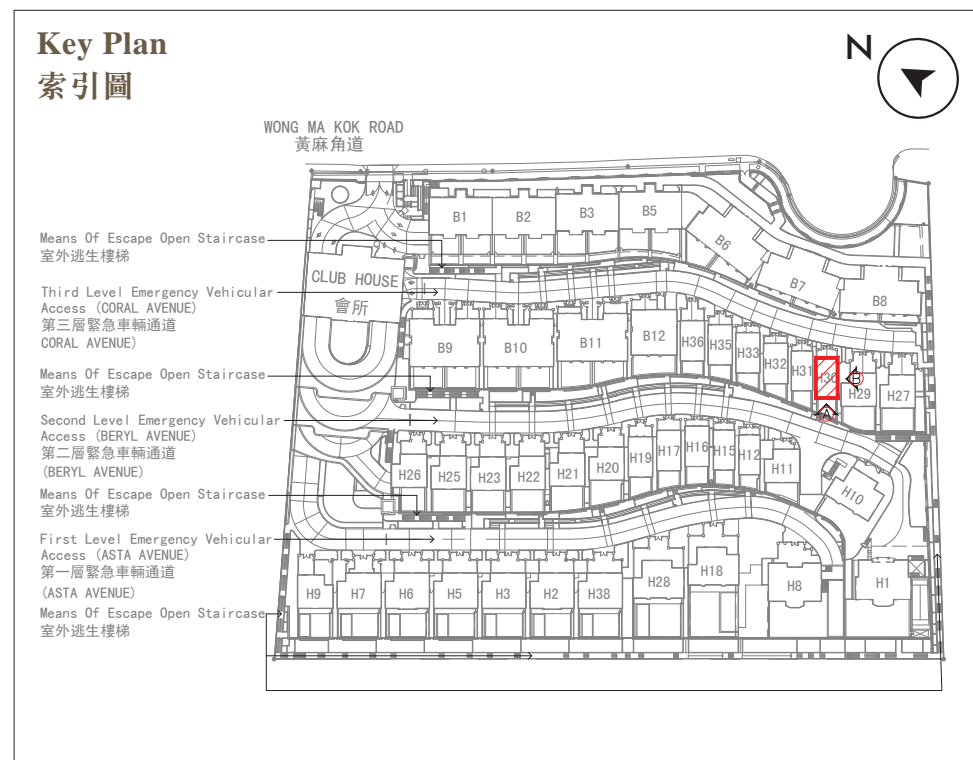 Key Plan
索引圖
N
WONG MA KOK ROAD
黃麻角道
B1
B2
B3
B5
B6
B7
B8
Means Of Escape Open Staircase
室外逃生樓梯
CLUB HOUSE
會所
Third Level Emergency Vehicular
Access (CORAL AVENUE)
第三層緊急車輛通道
CORAL AVENUE)
B9
B10
B11
B12
H36
H35
H33
H32
H31
H30
H29
H27
B
A
Means Of Escape Open Staircase
室外逃生樓梯
Second Level Emergency Vehicular
Access (BERYL AVENUE)
第二層緊急車輛通道
(BERYL AVENUE)
H26
H25
H23
H22
H21
H20
H19
H17
H16
H15
H12
H11
H10
Means Of Escape Open Staircase
室外逃生樓梯
First Level Emergency Vehicular
Access (ASTA AVENUE)
第一層緊急車輛通道
(ASTA AVENUE)
H9
H7
H6
H5
H3
H2
H38
H28
H18
H8
H1
Means Of Escape Open Staircase
室外逃生樓梯